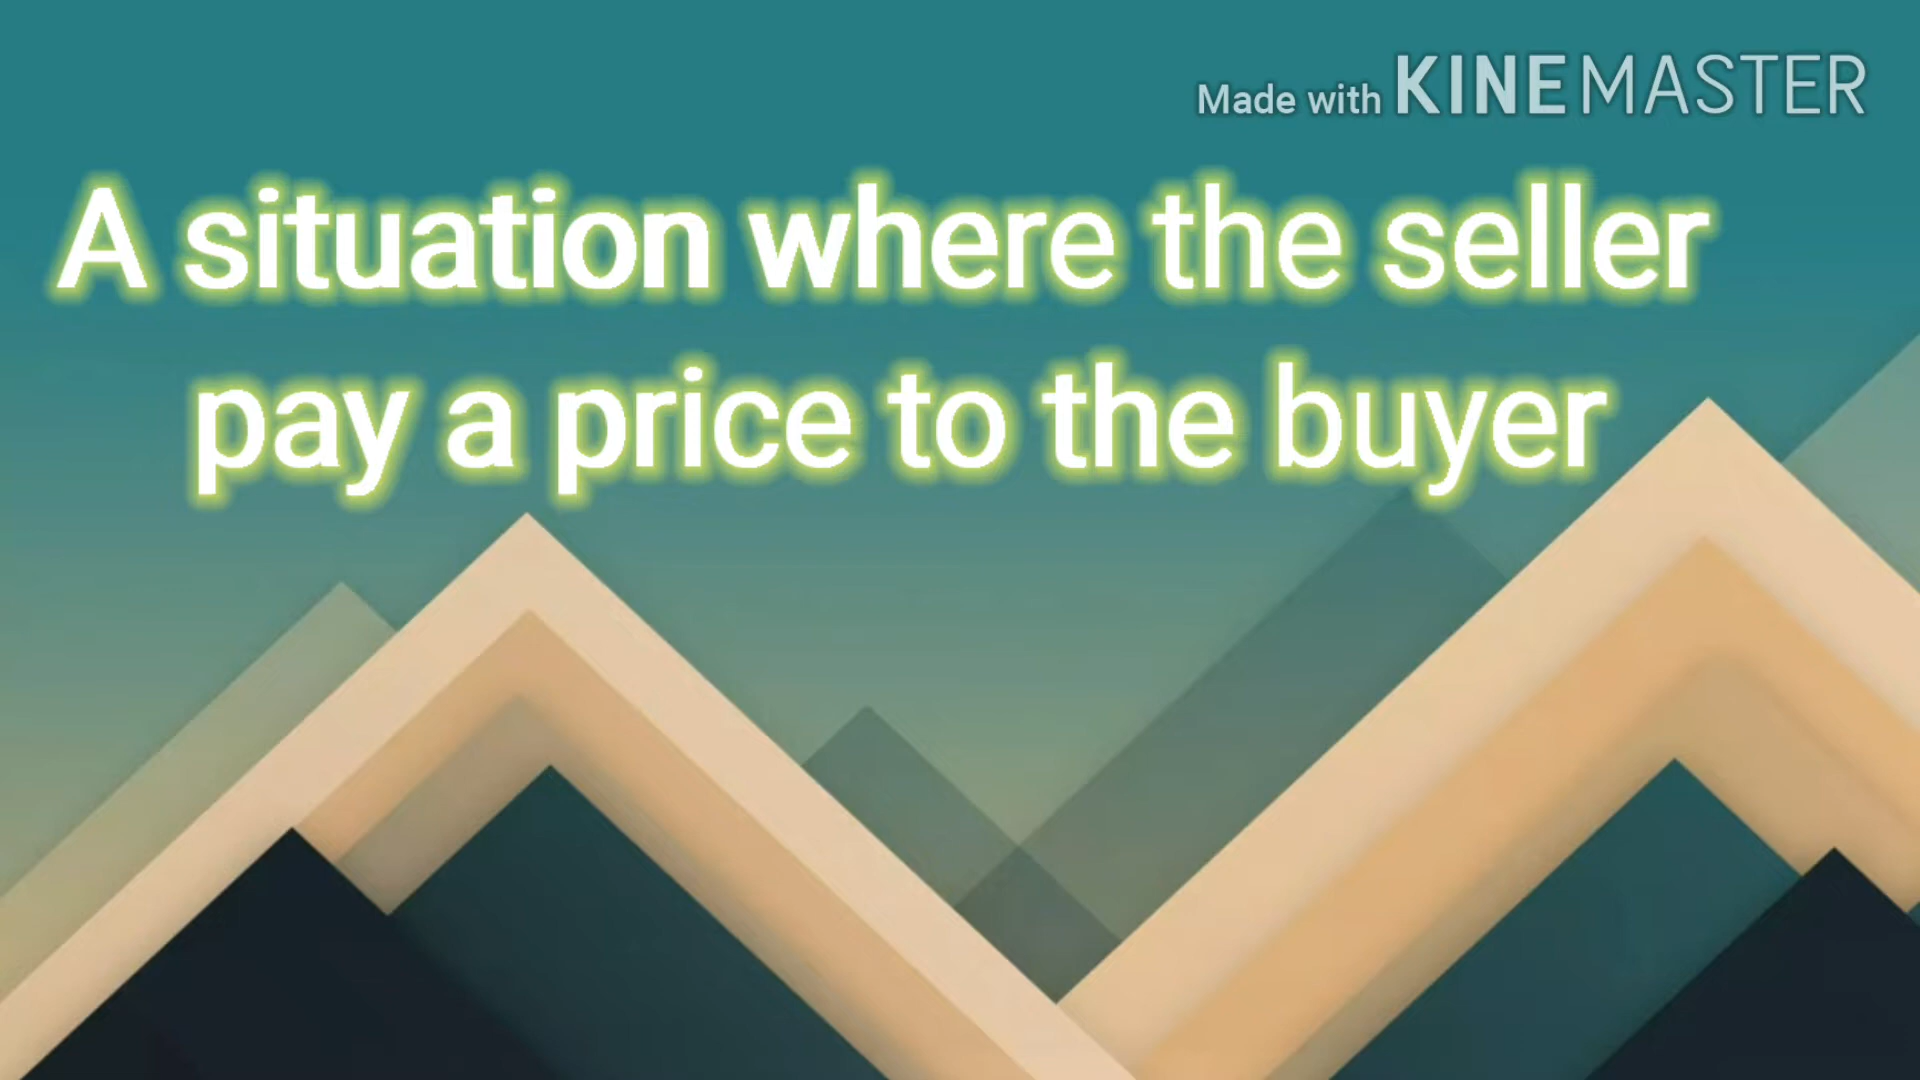 Made with KINEMASTER
A situation where the seller
pay a price to the buyer